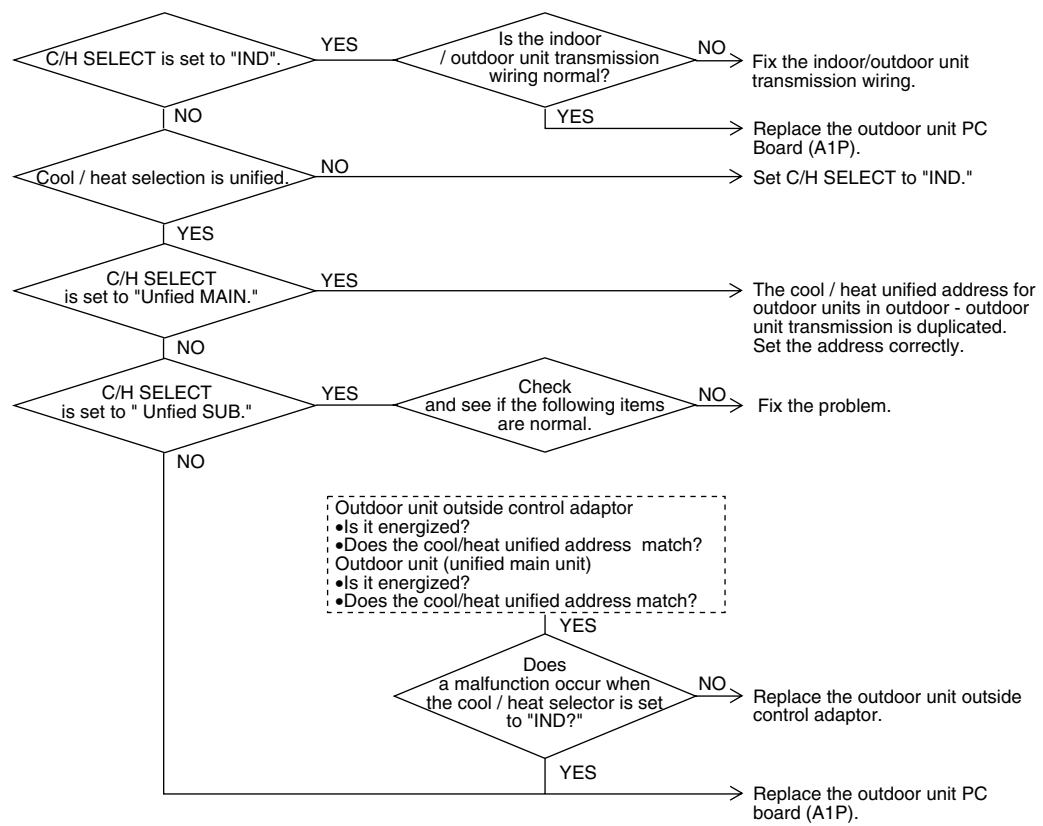 C/H SELECT is set to "IND".
YES
Is the indoor
/ outdoor unit transmission
wiring normal?
NO
Fix the indoor/outdoor unit
transmission wiring.
NO
YES
Replace the outdoor unit PC
Board (A1P).
Cool / heat selection is unified.
NO
Set C/H SELECT to "IND."
YES
C/H SELECT
is set to "Unfied MAIN."
YES
The cool / heat unified address for
outdoor units in outdoor - outdoor
unit transmission is duplicated.
Set the address correctly.
NO
C/H SELECT
is set to " Unfied SUB."
YES
Check
and see if the following items
are normal.
NO
Fix the problem.
NO
Outdoor unit outside control adaptor
•Is it energized?
•Does the cool/heat unified address match?
Outdoor unit (unified main unit)
•Is it energized?
•Does the cool/heat unified address match?
YES
Does
a malfunction occur when
the cool / heat selector is set
to "IND?"
NO
Replace the outdoor unit outside
control adaptor.
YES
Replace the outdoor unit PC
board (A1P).